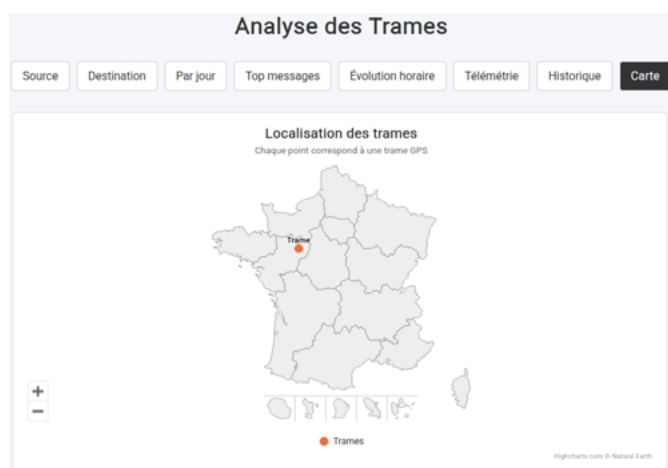 Analyse des Trames
Source Destination Par jour Top messages Évolution horaire Télémétrie Historique Carte
Localisation des trames
Chaque point correspond à une trame GPS
Trame
+
−
Trames
Highcharts.com © Natural Earth